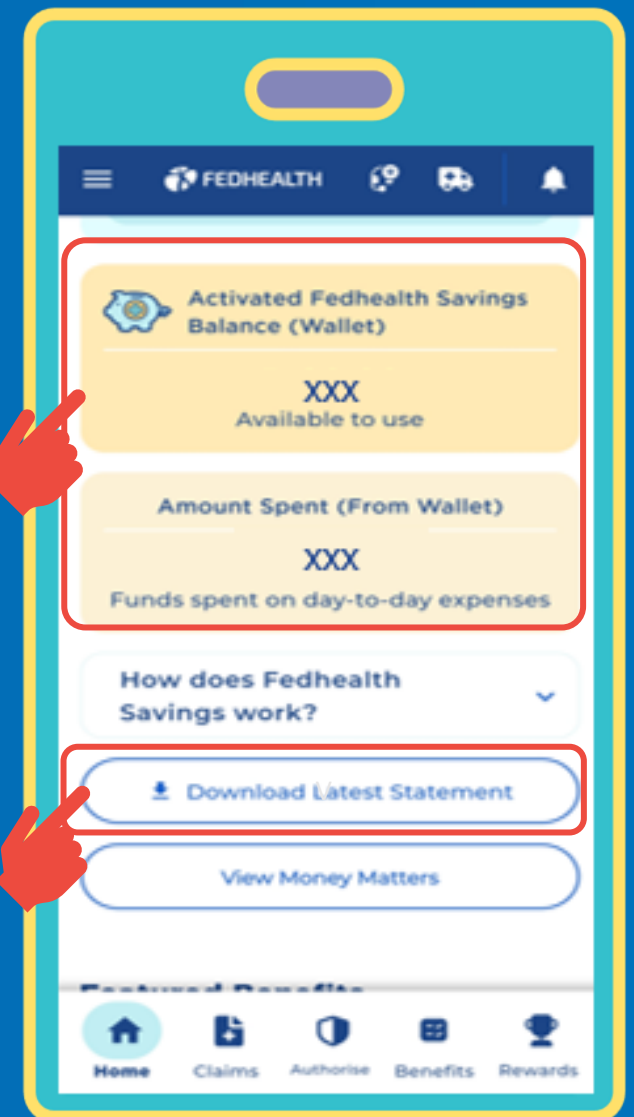 FEDHEALTH
Activated Fedhealth Savings
Balance (Wallet)
XXX
Available to use
Amount Spent (From Wallet)
XXX
Funds spent on day-to-day expenses
How does Fedhealth
Savings work?
Download Latest Statement
View Money Matters
Featured Benefits
Home Claims Authorise Benefits Rewards